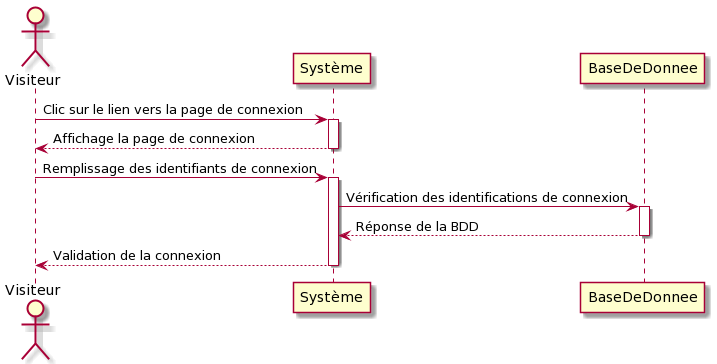 Visiteur
Système
BaseDeDonnee
Clic sur le lien vers la page de connexion
Affichage la page de connexion
Remplissage des identifiants de connexion
Vérification des identifications de connexion
Réponse de la BDD
Validation de la connexion
Visiteur
Système
BaseDeDonnee